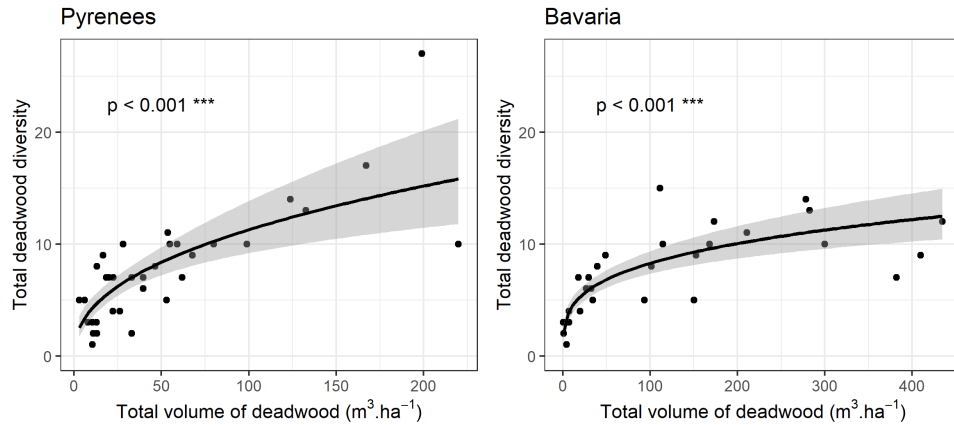 Pyrenees
Total deadwood diversity
20
10
0
p < 0.001 ***
0 50 100 150 200
Total volume of deadwood (m³.ha⁻¹)
Bavaria
Total deadwood diversity
20
10
0
p < 0.001 ***
0 100 200 300 400
Total volume of deadwood (m³.ha⁻¹)